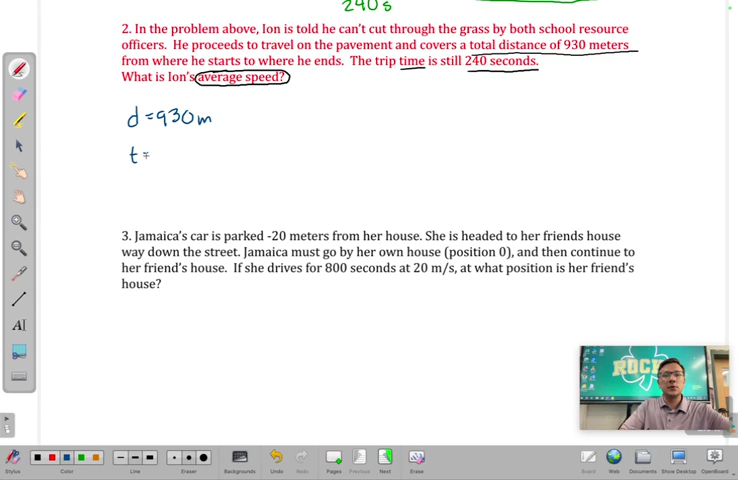 240s
2. In the problem above, Ion is told he can't cut through the grass by both school resource
officers. He proceeds to travel on the pavement and covers a total distance of 930 meters
from where he starts to where he ends. The trip time is still 240 seconds.
What is Ion's average speed?
d=930m
t=
3. Jamaica's car is parked -20 meters from her house. She is headed to her friends house
way down the street. Jamaica must go by her own house (position 0), and then continue to
her friend's house. If she drives for 800 seconds at 20 m/s, at what position is her friend's
house?
AI
Stylus
Color
Line
Eraser
Backgrounds
Undo
Redo
Pages
Previous
Next
Erase
Board
Web
Documents
Show Desktop
OpenBoard